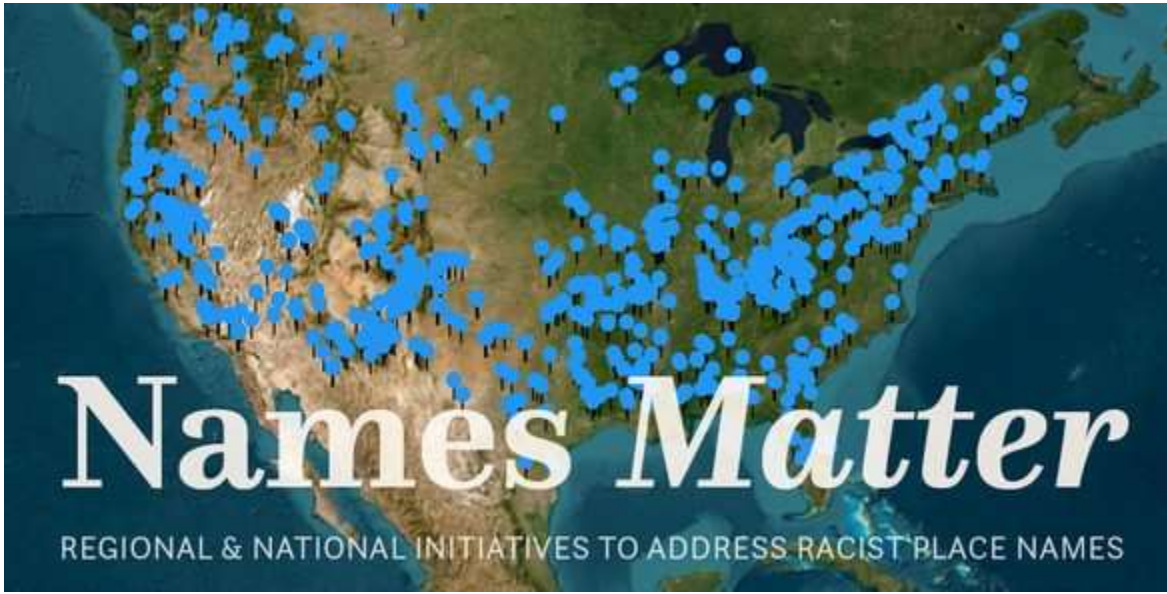 Names Matter
REGIONAL & NATIONAL INITIATIVES TO ADDRESS RACIST PLACE NAMES